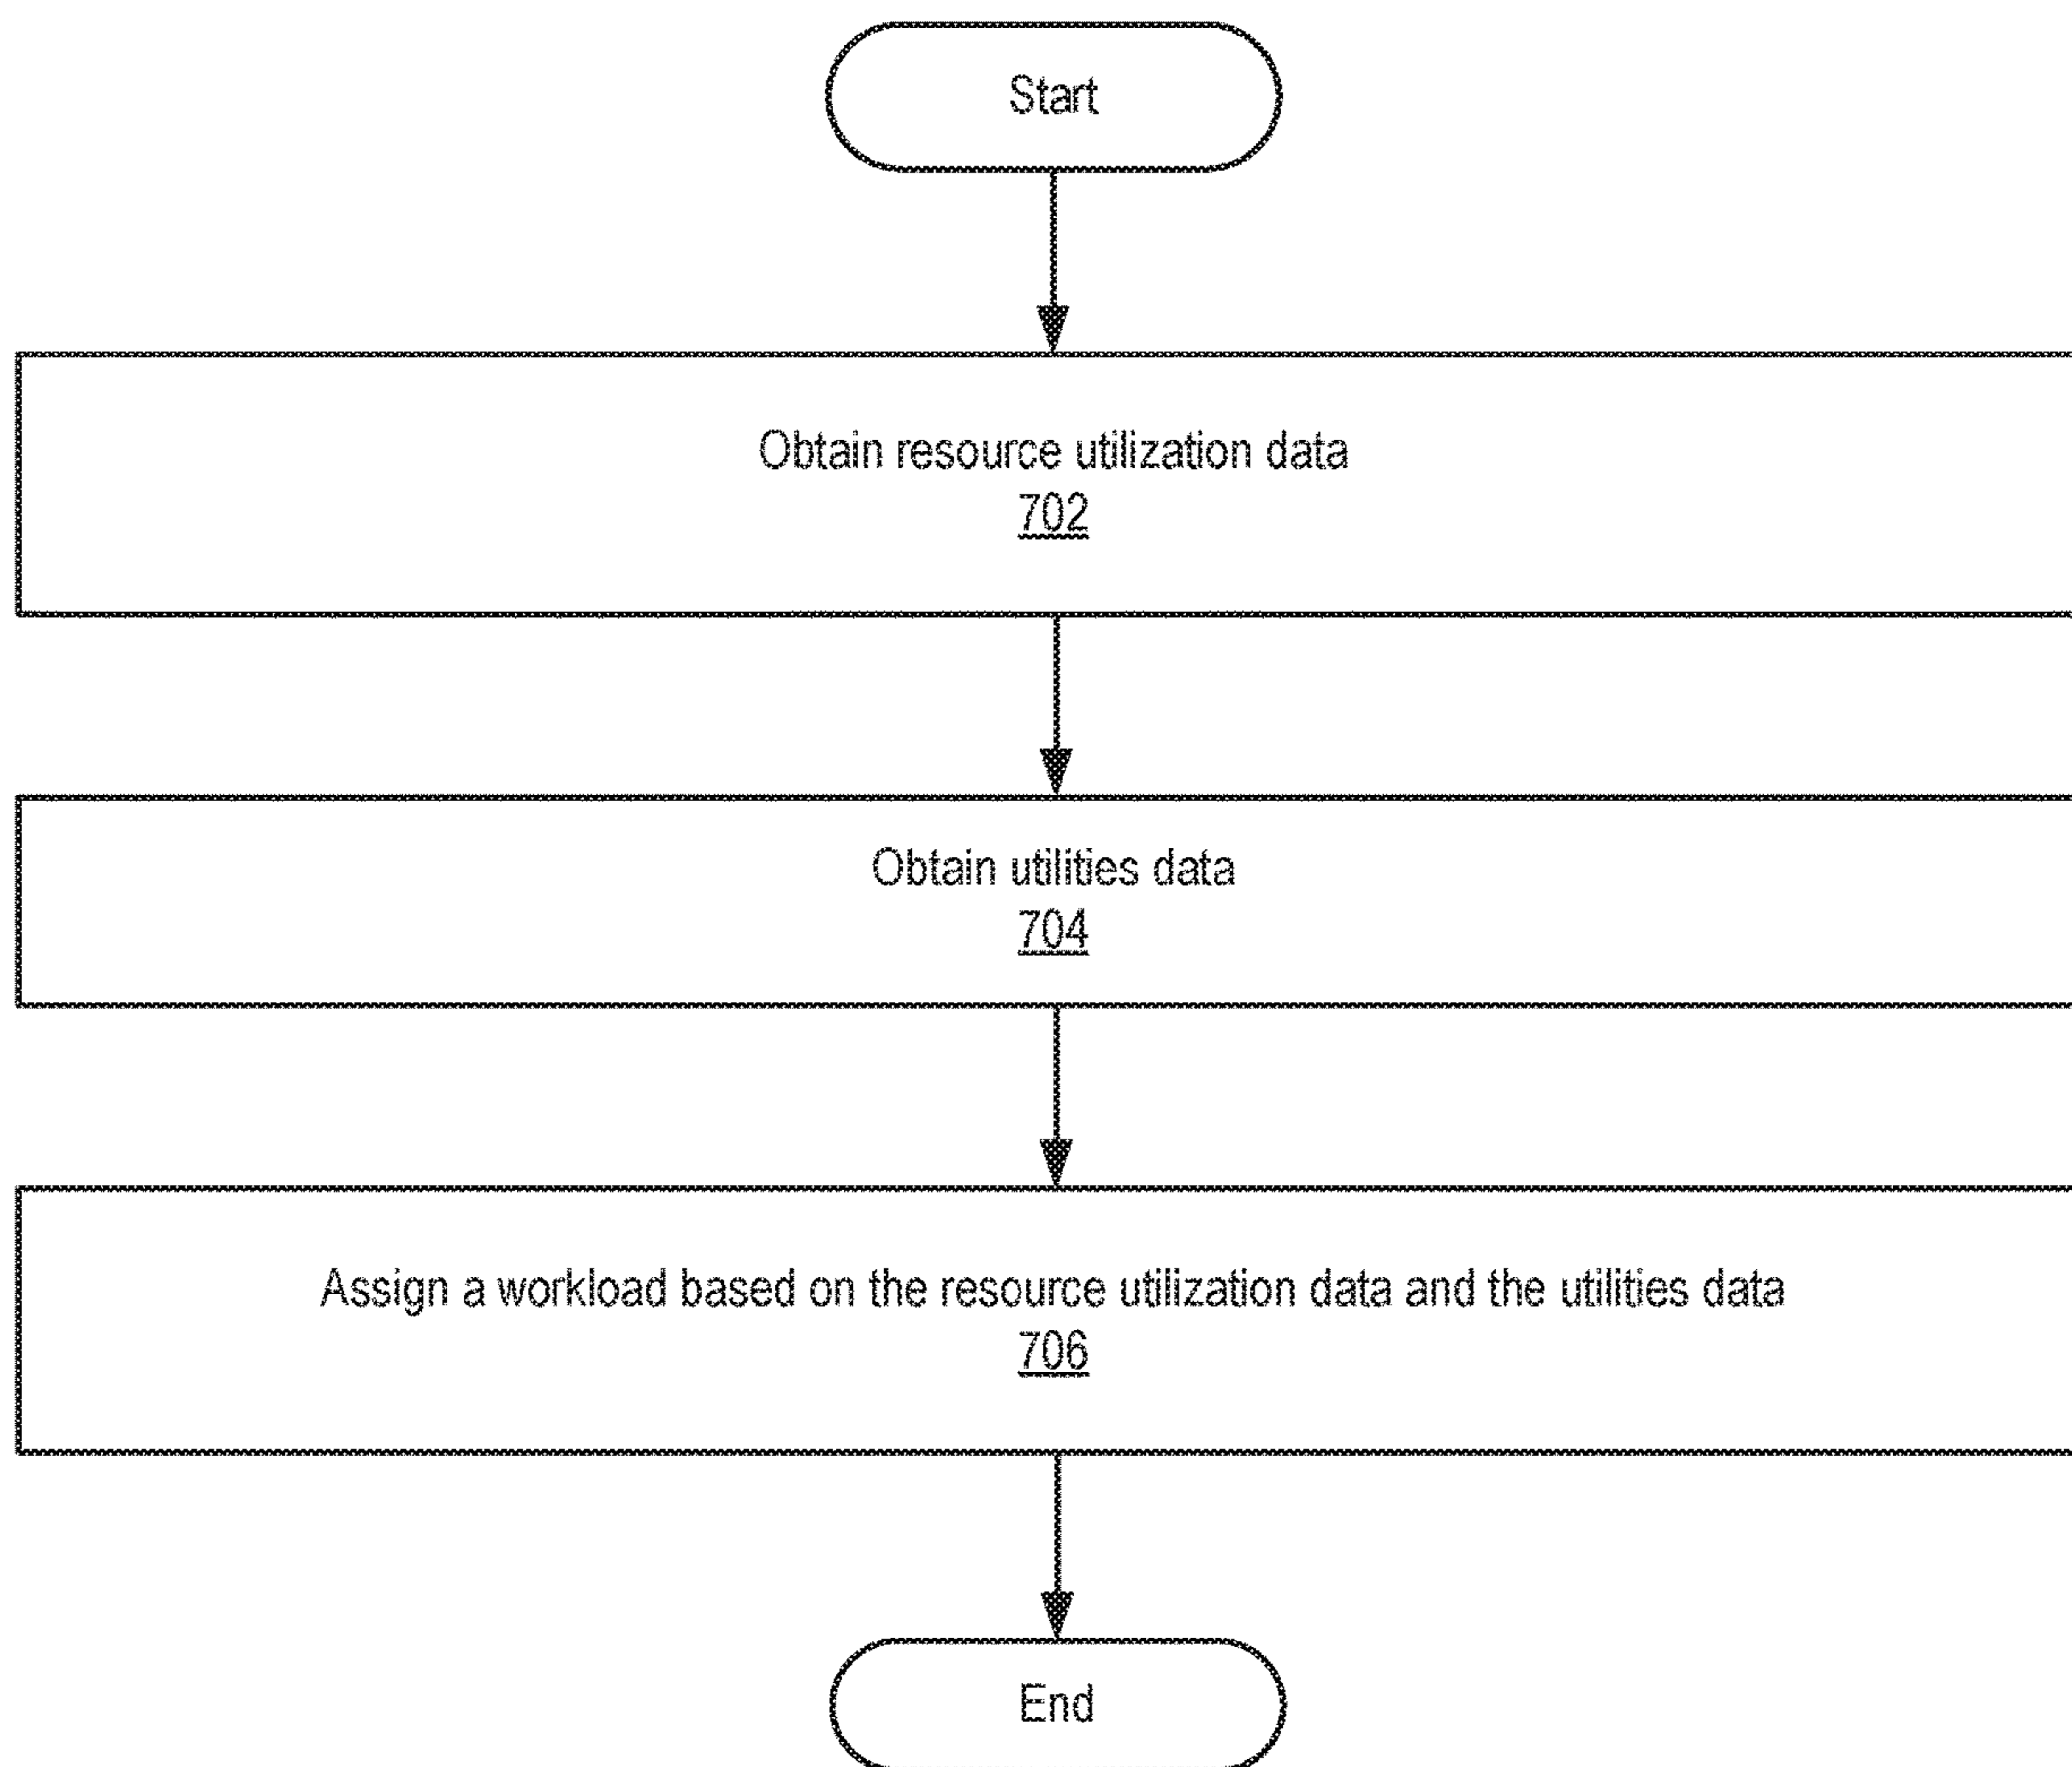 Start
Obtain resource utilization data
702
Obtain utilities data
704
Assign a workload based on the resource utilization data and the utilities data
706
End